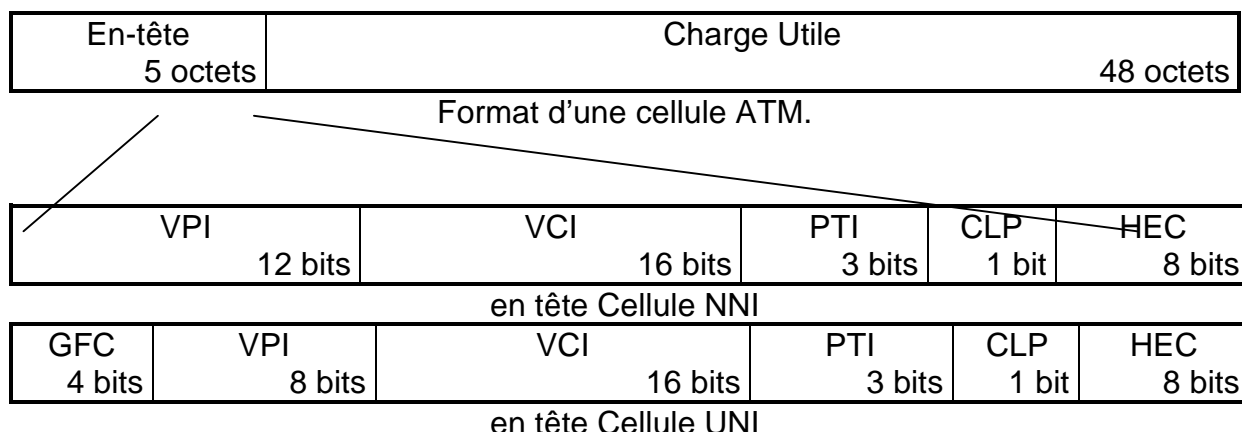 En-tête Charge Utile
5 octets 48 octets
Format d'une cellule ATM.
VPI VCI PTI CLP HEC
12 bits 16 bits 3 bits 1 bit 8 bits
en tête Cellule NNI
GFC VPI VCI PTI CLP HEC
4 bits 8 bits 16 bits 3 bits 1 bit 8 bits
en tête Cellule UNI